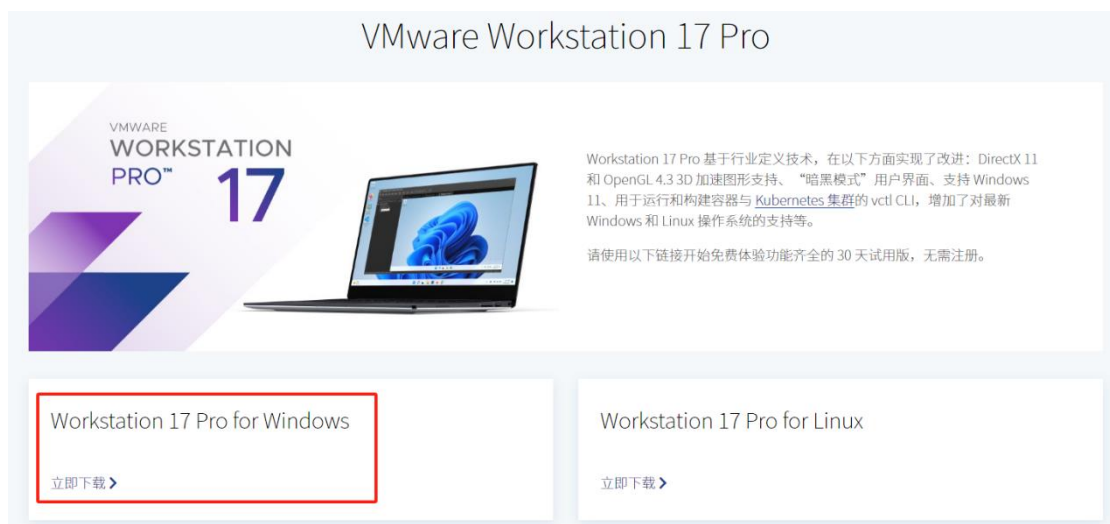 VMware Workstation 17 Pro
VMWARE
WORKSTATION
PRO™ 17
Workstation 17 Pro 基于行业定义技术，在以下方面实现了改进：DirectX 11
和 OpenGL 4.3 3D 加速图形支持、“暗黑模式”用户界面、支持 Windows
11、用于运行和构建容器与 Kubernetes 集群的 vctl CLI，增加了对最新
Windows 和 Linux 操作系统的支持等。
请使用以下链接开始免费体验功能齐全的 30 天试用版，无需注册。
Workstation 17 Pro for Windows
立即下载
Workstation 17 Pro for Linux
立即下载